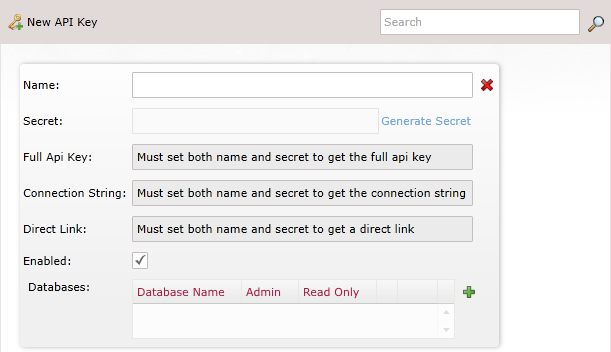 New API Key
Search
Name:
Secret:
Generate Secret
Full Api Key: Must set both name and secret to get the full api key
Connection String: Must set both name and secret to get the connection string
Direct Link: Must set both name and secret to get a direct link
Enabled:
Databases:
Database Name Admin Read Only